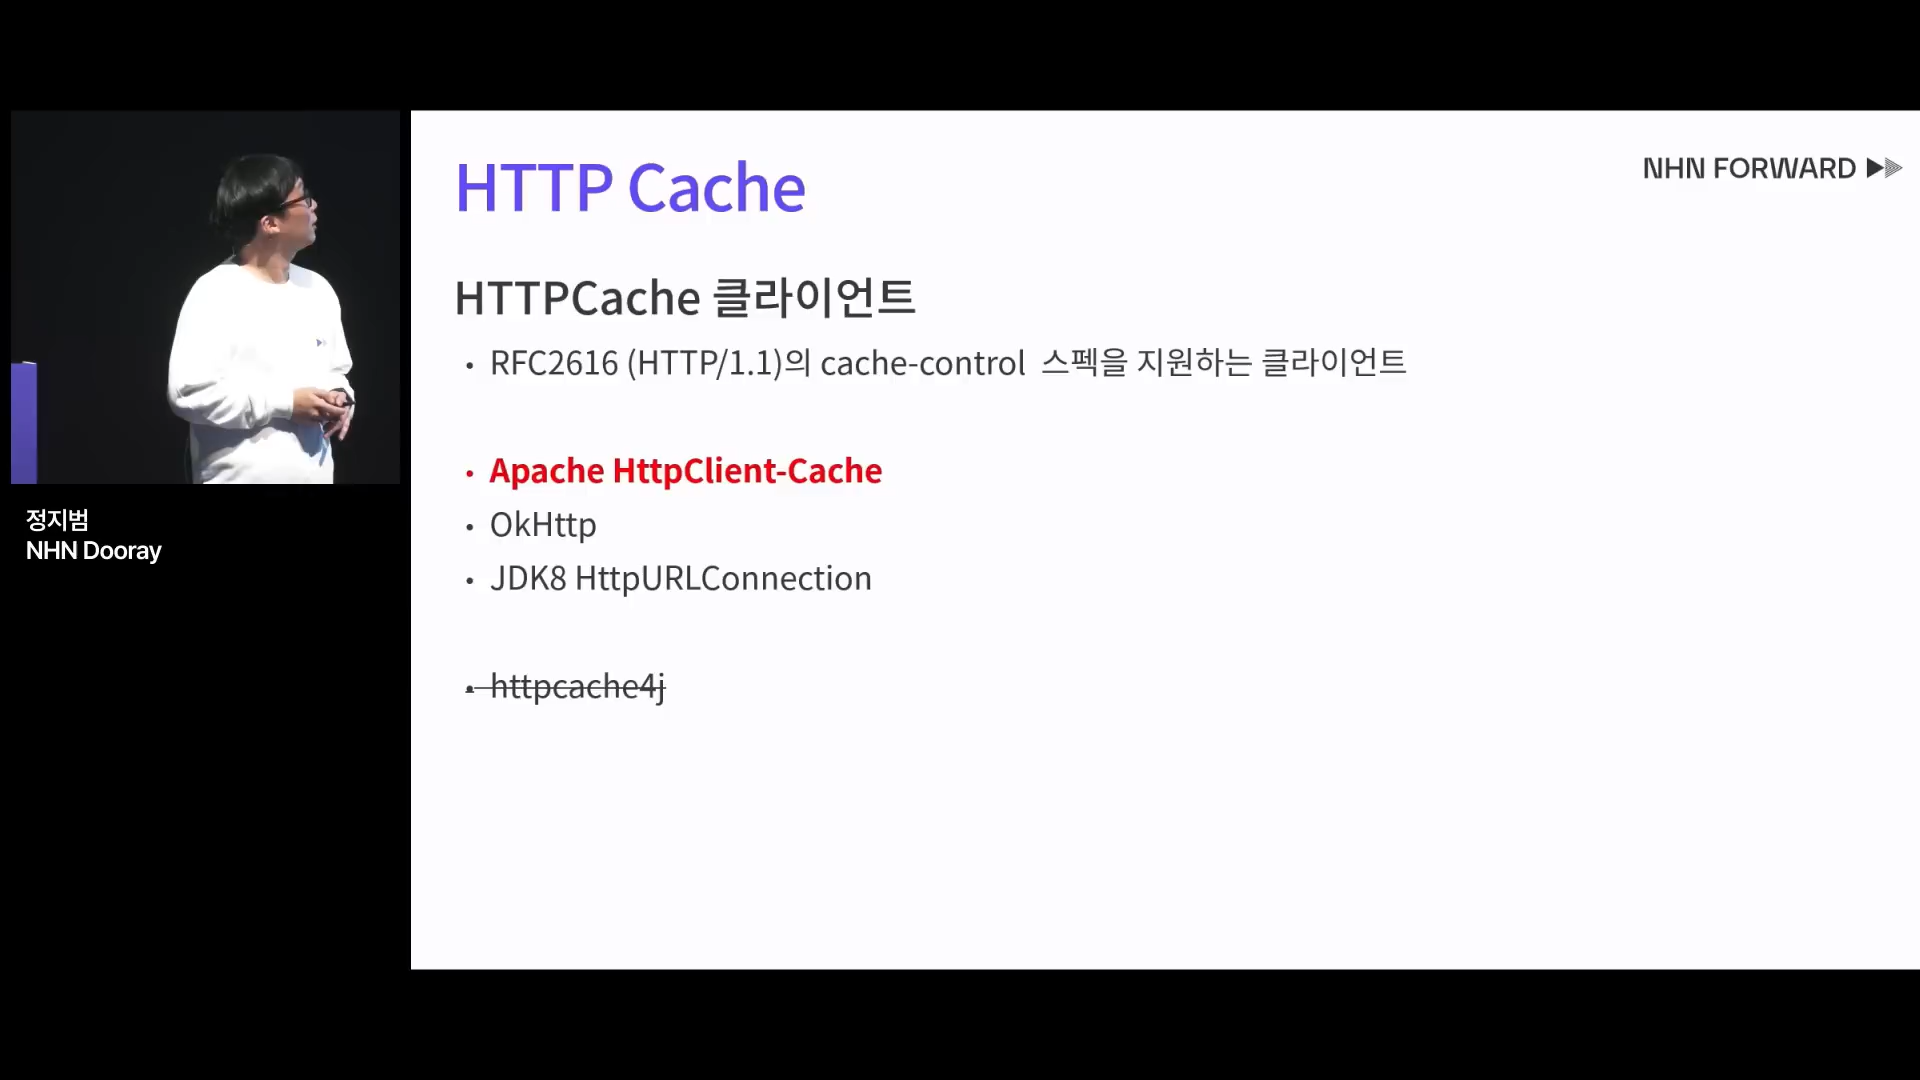 HTTP Cache
NHN FORWARD
HTTPCache 클라이언트
• RFC2616 (HTTP/1.1)의 cache-control 스펙을 지원하는 클라이언트
• Apache HttpClient-Cache
• OkHttp
• JDK8 HttpURLConnection
• httpcache4j
정지범
NHN Dooray